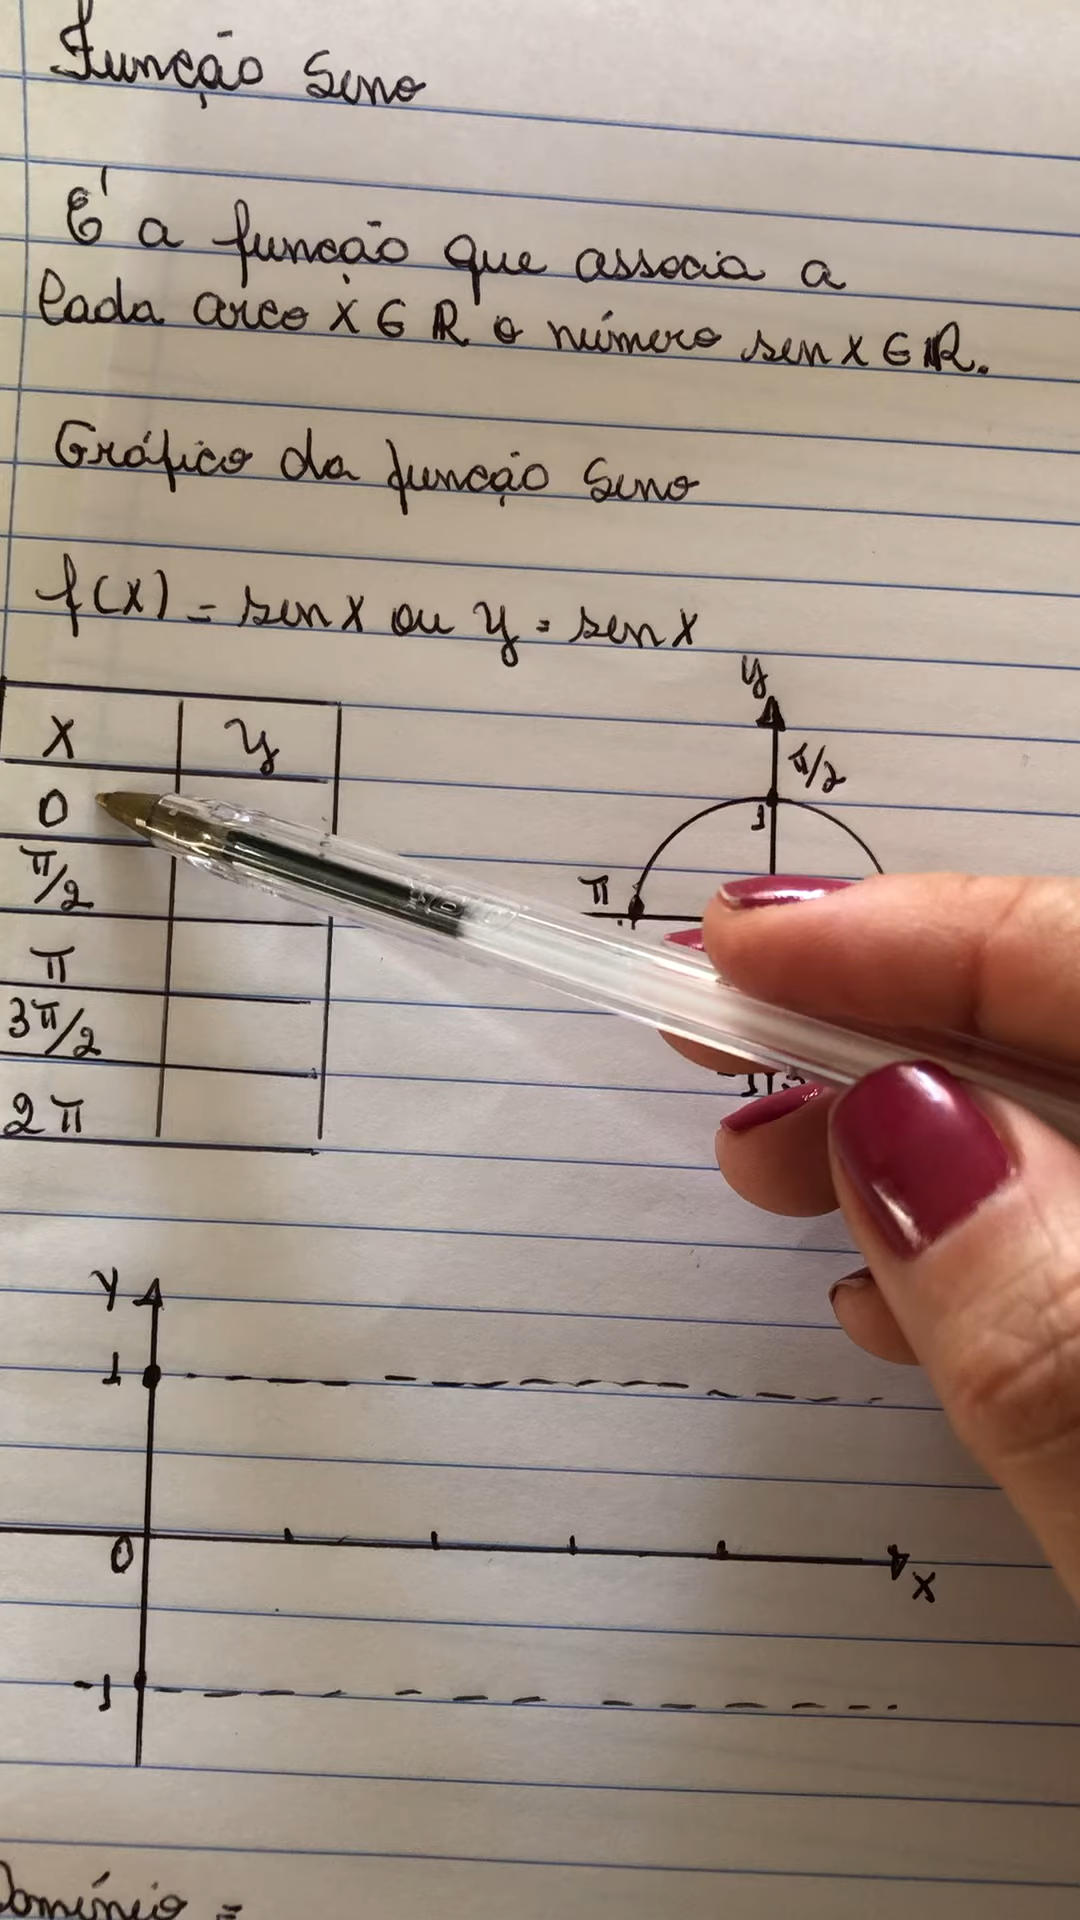 Função Seno
É a função que associa a
Cada arco x ∈ R o número sen x ∈ R.
Gráfico da função Seno
f(x) = sen x ou y = sen x
x y
0
π/2
π
3π/2
2π
y
π/2
1
π
y
1
0
x
-1
Domínio =